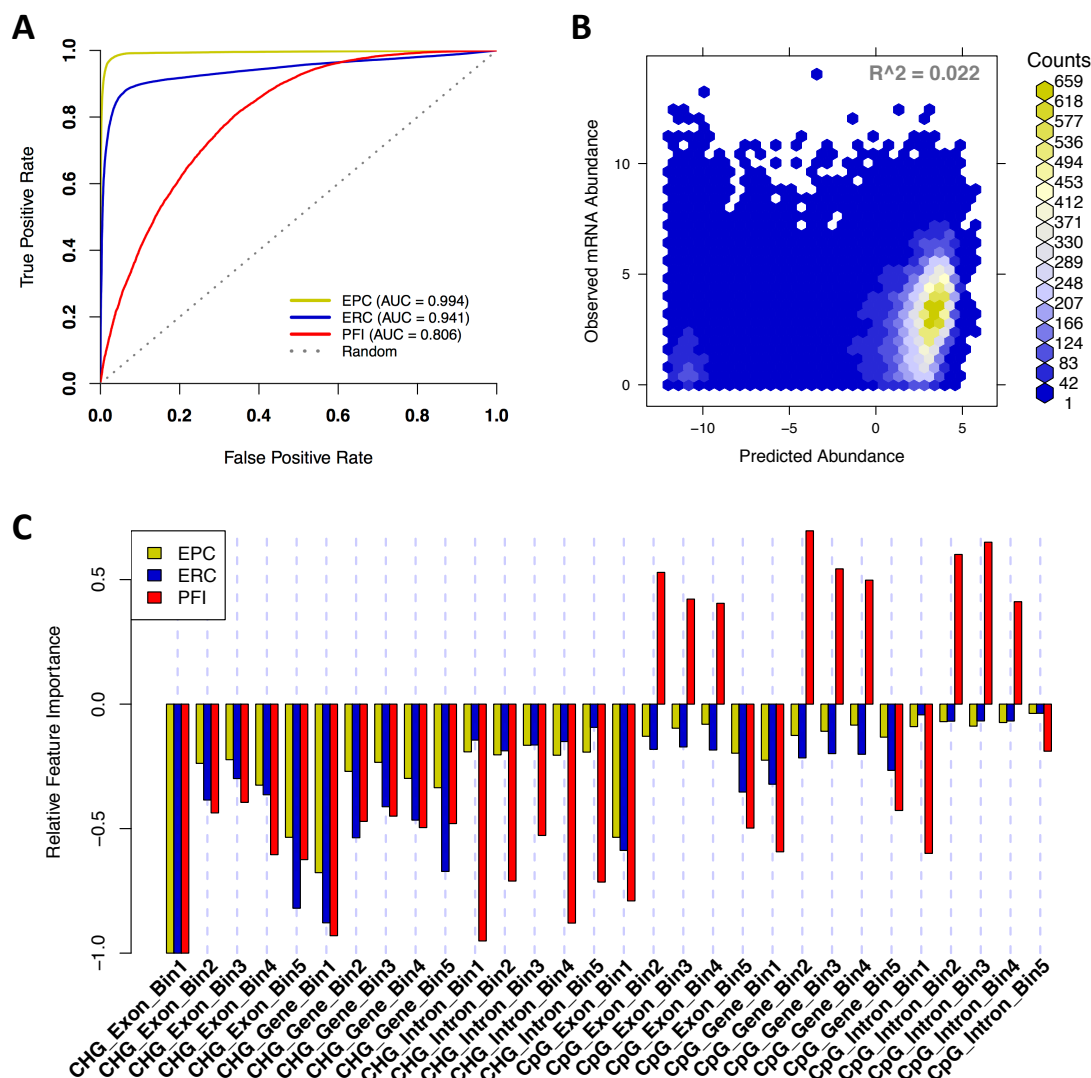 A
1.0
0.8
0.6
0.4
0.2
0.0
True Positive Rate
EPC (AUC = 0.994)
ERC (AUC = 0.941)
PFI (AUC = 0.806)
Random
0.0 0.2 0.4 0.6 0.8 1.0
False Positive Rate
B
R^2 = 0.022
Observed mRNA Abundance
10
5
0
−10 −5 0 5
Predicted Abundance
Counts
659
618
577
536
494
453
412
371
330
289
248
207
166
124
83
42
1
C
EPC
ERC
PFI
Relative Feature Importance
0.5
0.0
−0.5
−1.0
CHG_Exon_Bin1
CHG_Exon_Bin2
CHG_Exon_Bin3
CHG_Exon_Bin4
CHG_Exon_Bin5
CHG_Gene_Bin1
CHG_Gene_Bin2
CHG_Gene_Bin3
CHG_Gene_Bin4
CHG_Gene_Bin5
CHG_Intron_Bin1
CHG_Intron_Bin2
CHG_Intron_Bin3
CHG_Intron_Bin4
CHG_Intron_Bin5
CpG_Exon_Bin1
CpG_Exon_Bin2
CpG_Exon_Bin3
CpG_Exon_Bin4
CpG_Exon_Bin5
CpG_Gene_Bin1
CpG_Gene_Bin2
CpG_Gene_Bin3
CpG_Gene_Bin4
CpG_Gene_Bin5
CpG_Intron_Bin1
CpG_Intron_Bin2
CpG_Intron_Bin3
CpG_Intron_Bin4
CpG_Intron_Bin5